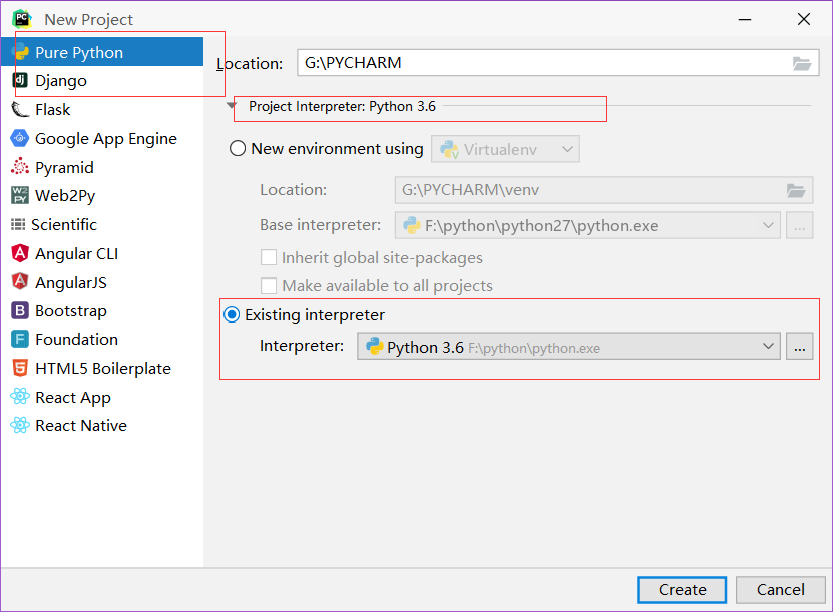 New Project
Pure Python
Django
Flask
Google App Engine
Pyramid
Web2Py
Scientific
Angular CLI
AngularJS
Bootstrap
Foundation
HTML5 Boilerplate
React App
React Native
Location: G:\PYCHARM
Project Interpreter: Python 3.6
New environment using Virtualenv
Location: G:\PYCHARM\venv
Base interpreter: F:\python\python27\python.exe ...
Inherit global site-packages
Make available to all projects
Existing interpreter
Interpreter: Python 3.6 F:\python\python.exe ...
Create Cancel